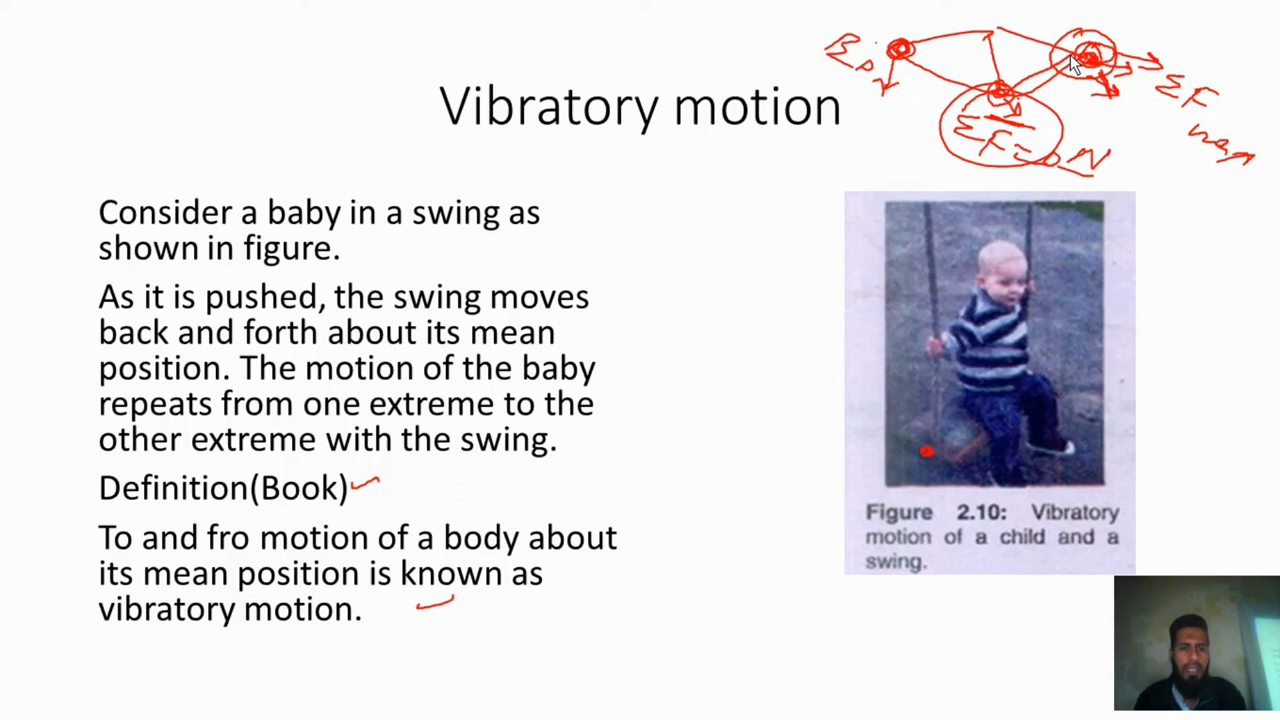 Vibratory motion
ΣF
ΣF=0N
Consider a baby in a swing as
shown in figure.
As it is pushed, the swing moves
back and forth about its mean
position. The motion of the baby
repeats from one extreme to the
other extreme with the swing.
Definition(Book)
To and fro motion of a body about
its mean position is known as
vibratory motion.
Figure 2.10: Vibratory
motion of a child and a
swing.